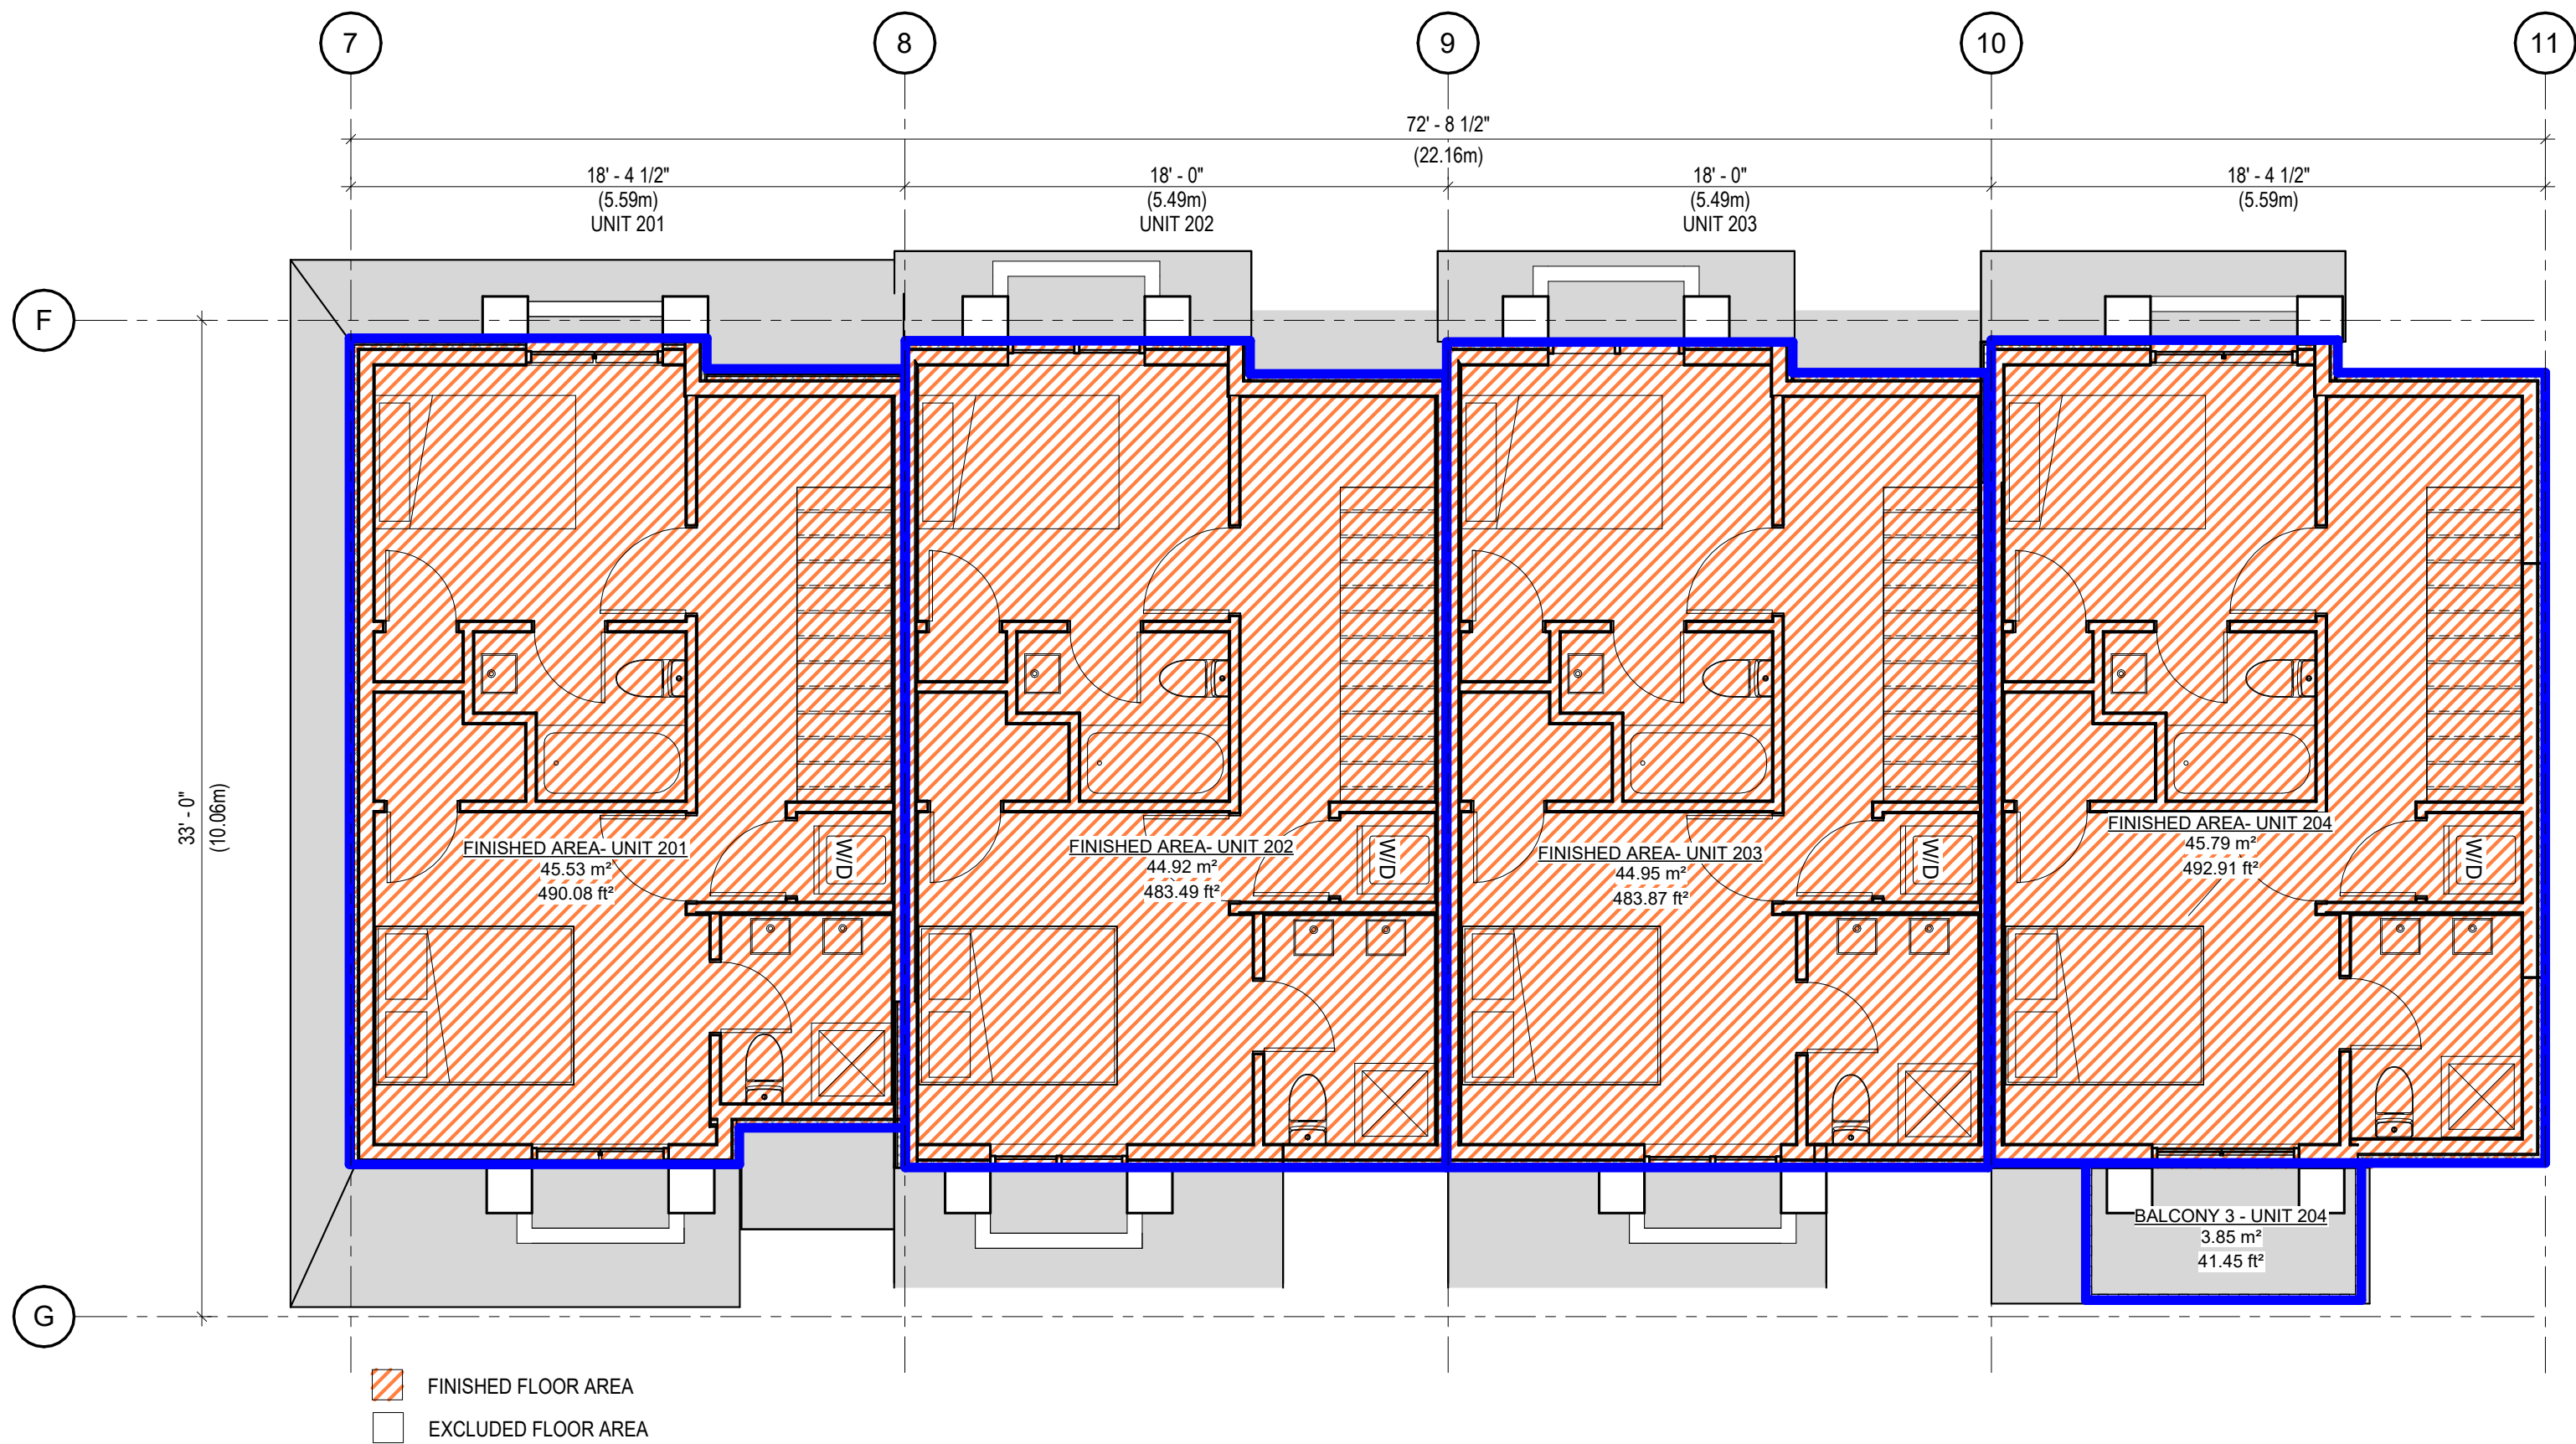 7
8
9
10
11
72' - 8 1/2"
(22.16m)
18' - 4 1/2"
(5.59m)
UNIT 201
18' - 0"
(5.49m)
UNIT 202
18' - 0"
(5.49m)
UNIT 203
18' - 4 1/2"
(5.59m)
F
33' - 0"
(10.06m)
FINISHED AREA- UNIT 201
45.53 m²
490.08 ft²
W/D
FINISHED AREA- UNIT 202
44.92 m²
483.49 ft²
W/D
FINISHED AREA- UNIT 203
44.95 m²
483.87 ft²
W/D
FINISHED AREA- UNIT 204
45.79 m²
492.91 ft²
W/D
BALCONY 3 - UNIT 204
3.85 m²
41.45 ft²
G
FINISHED FLOOR AREA
EXCLUDED FLOOR AREA